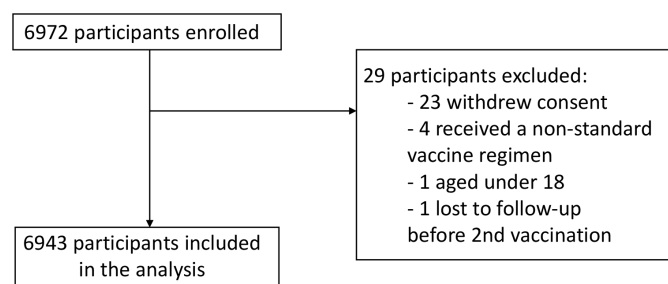 6972 participants enrolled
29 participants excluded:
- 23 withdrew consent
- 4 received a non-standard
vaccine regimen
- 1 aged under 18
- 1 lost to follow-up
before 2nd vaccination
6943 participants included
in the analysis